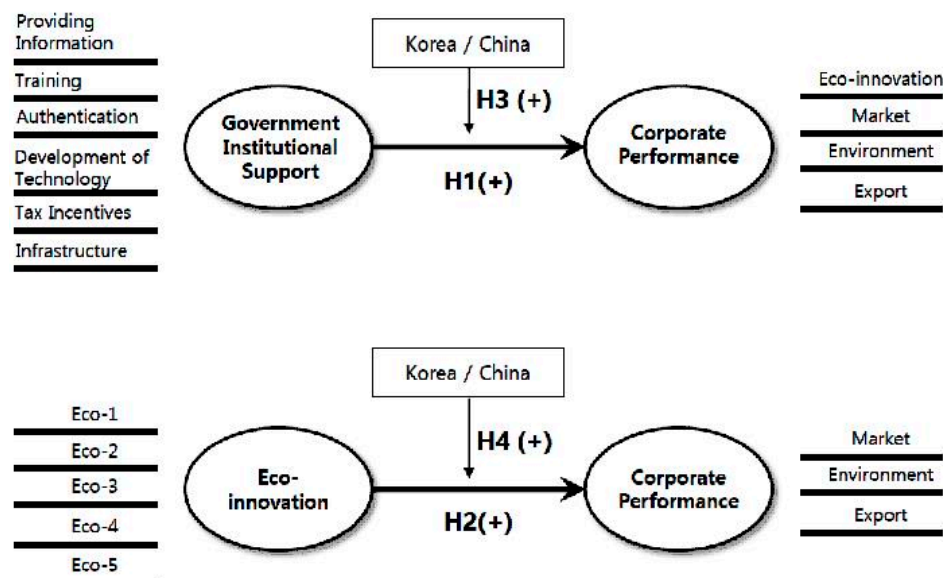 Providing
Information
Training
Authentication
Development of
Technology
Tax Incentives
Infrastructure
Korea / China
H3 (+)
Government
Institutional
Support
H1(+)
Corporate
Performance
Eco-innovation
Market
Environment
Export
Eco-1
Eco-2
Eco-3
Eco-4
Eco-5
Korea / China
H4 (+)
Eco-
innovation
H2(+)
Corporate
Performance
Market
Environment
Export